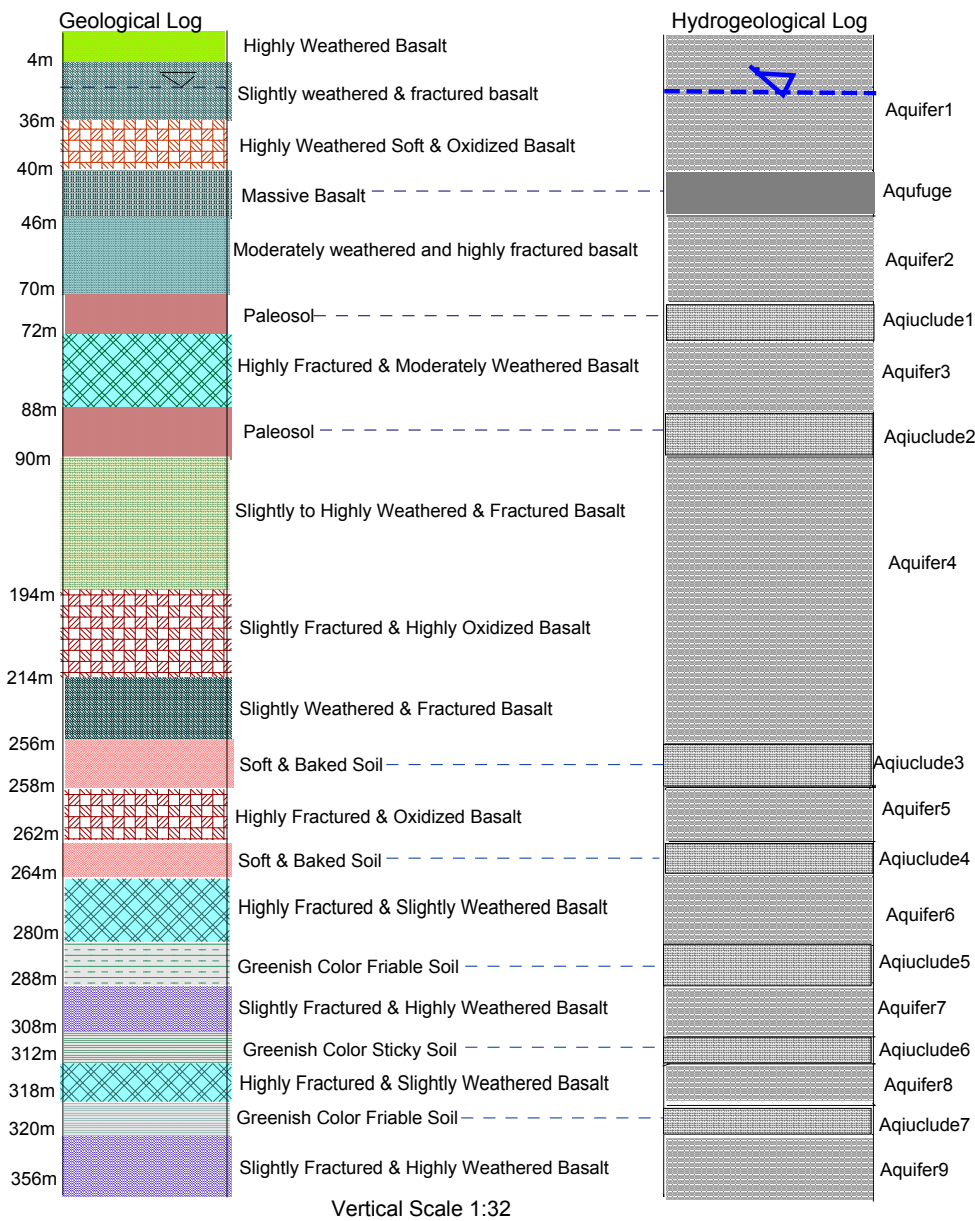 Geological Log
Hydrogeological Log
Highly Weathered Basalt
4m
Slightly weathered & fractured basalt
Aquifer1
36m
Highly Weathered Soft & Oxidized Basalt
40m
Massive Basalt
Aqufuge
46m
Moderately weathered and highly fractured basalt
Aquifer2
70m
Paleosol
Aqiuclude1
72m
Highly Fractured & Moderately Weathered Basalt
Aquifer3
88m
Paleosol
Aqiuclude2
90m
Slightly to Highly Weathered & Fractured Basalt
Aquifer4
194m
Slightly Fractured & Highly Oxidized Basalt
214m
Slightly Weathered & Fractured Basalt
256m
Soft & Baked Soil
Aqiuclude3
258m
Highly Fractured & Oxidized Basalt
Aquifer5
262m
Soft & Baked Soil
Aqiuclude4
264m
Highly Fractured & Slightly Weathered Basalt
Aquifer6
280m
Greenish Color Friable Soil
Aqiuclude5
288m
Slightly Fractured & Highly Weathered Basalt
Aquifer7
308m
Greenish Color Sticky Soil
Aqiuclude6
312m
Highly Fractured & Slightly Weathered Basalt
Aquifer8
318m
Greenish Color Friable Soil
Aqiuclude7
320m
Slightly Fractured & Highly Weathered Basalt
Aquifer9
356m
Vertical Scale 1:32